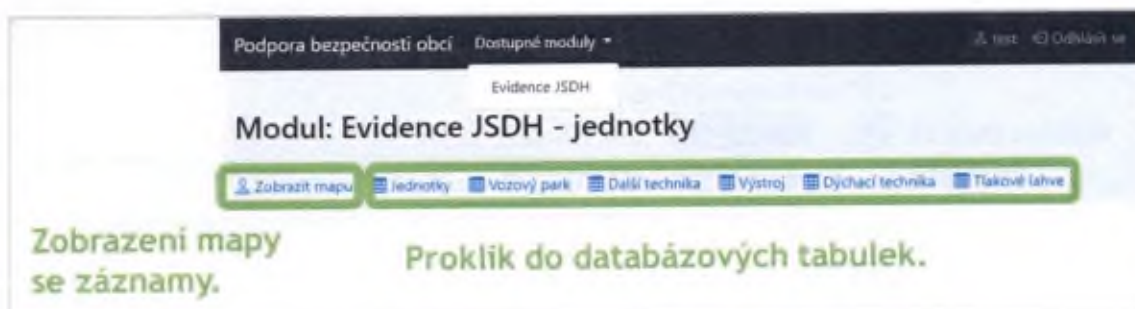 Podpora bezpečnosti obcí Dostupné moduly test Odhlásit se
Evidence JSDH
Modul: Evidence JSDH - jednotky
Zobrazit mapu Jednotky Vozový park Další technika Výstroj Dýchací technika Tlakové lahve
Zobrazení mapy
se záznamy.
Proklik do databázových tabulek.